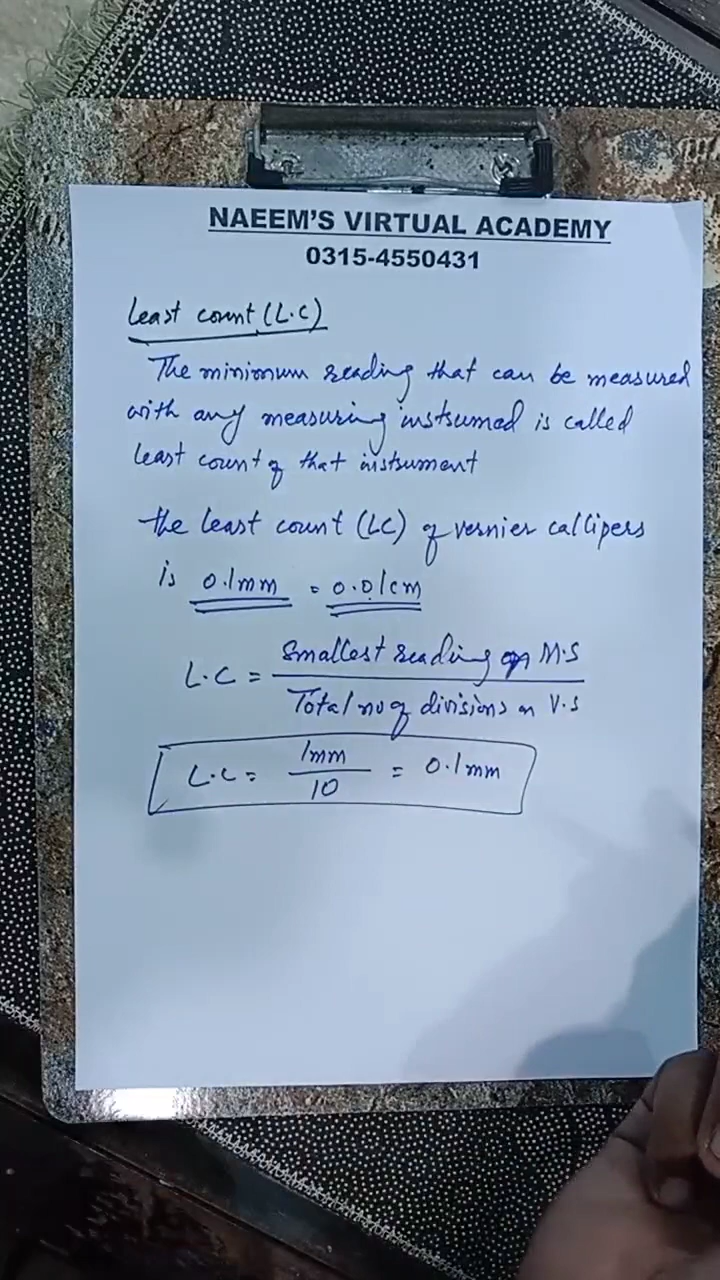 NAEEM'S VIRTUAL ACADEMY
0315-4550431
Least count (L.C)
The minimum reading that can be measured
with any measuring instrumed is called
least count of that instrument
the least count (LC) of vernier callipers
is 0.1mm = 0.01cm
L.C = Smallest reading on M.S
Total no of divisions on V.S
L.C = 1mm / 10 = 0.1mm